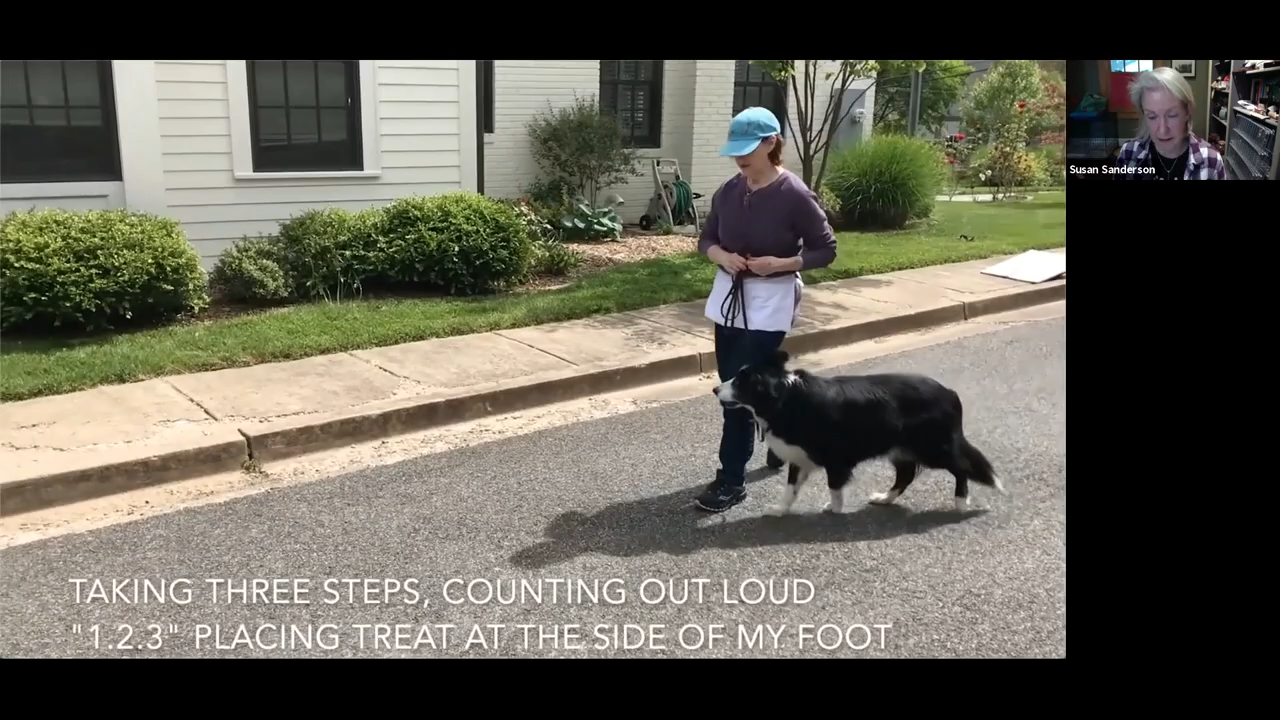 Susan Sanderson
TAKING THREE STEPS, COUNTING OUT LOUD
"1.2.3" PLACING TREAT AT THE SIDE OF MY FOOT